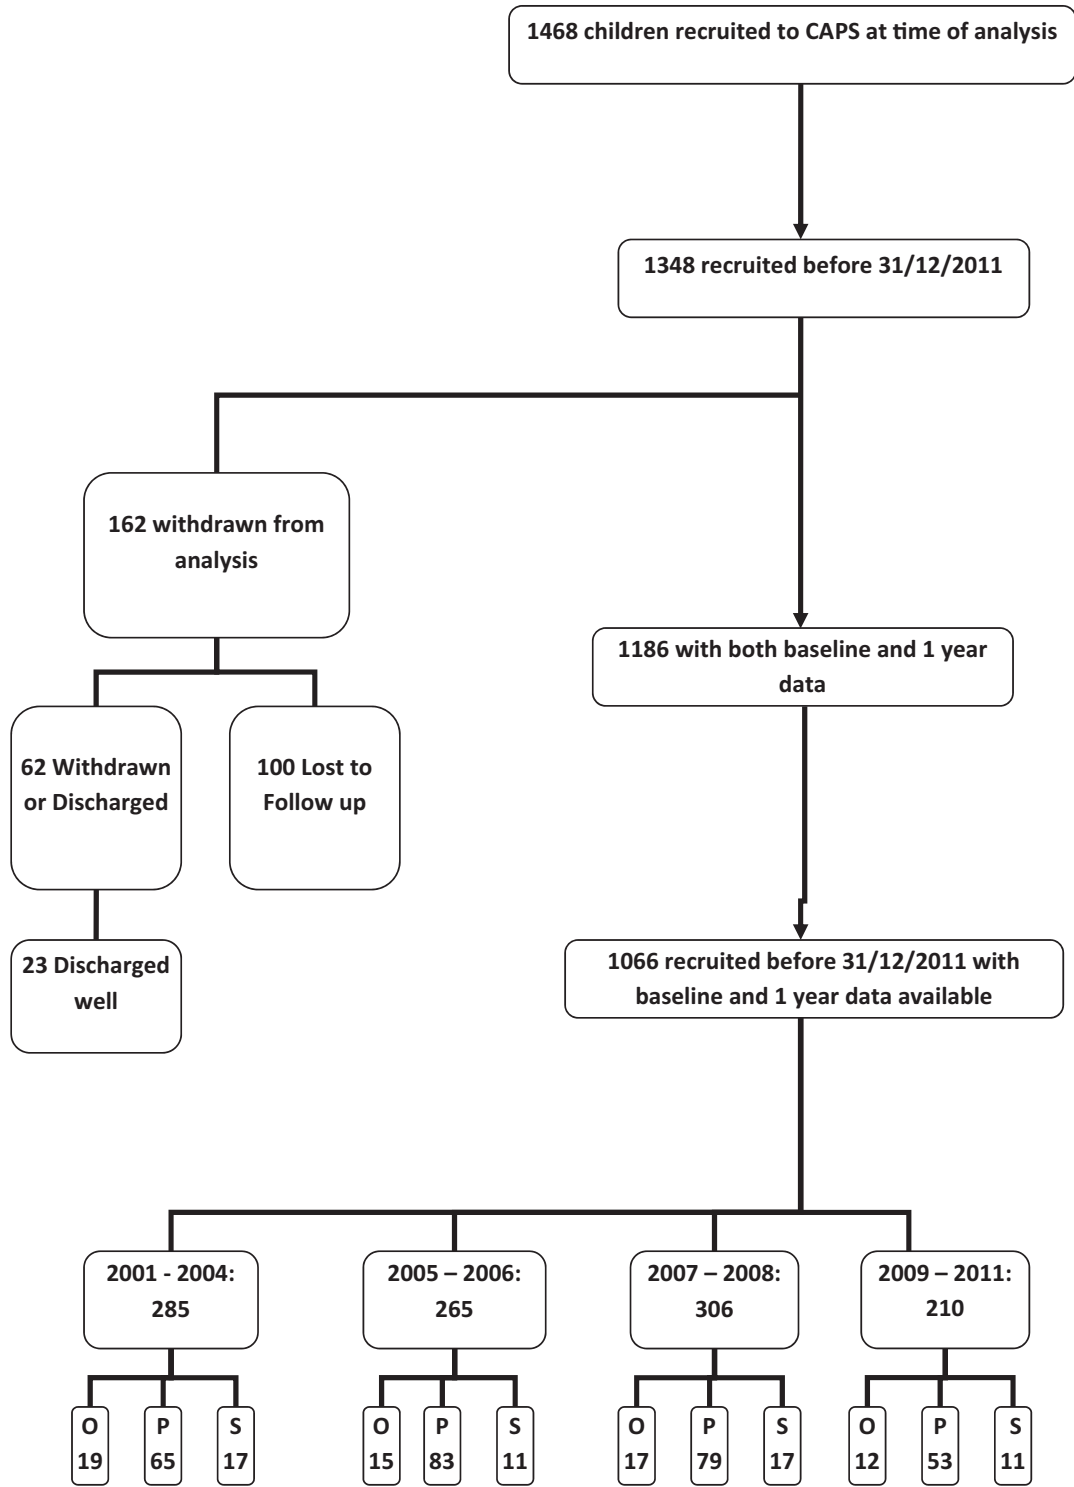 1468 children recruited to CAPS at time of analysis
1348 recruited before 31/12/2011
162 withdrawn from
analysis
1186 with both baseline and 1 year
data
62 Withdrawn
or Discharged
100 Lost to
Follow up
23 Discharged
well
1066 recruited before 31/12/2011 with
baseline and 1 year data available
2001 - 2004:
285
2005 – 2006:
265
2007 – 2008:
306
2009 – 2011:
210
O
19
P
65
S
17
O
15
P
83
S
11
O
17
P
79
S
17
O
12
P
53
S
11